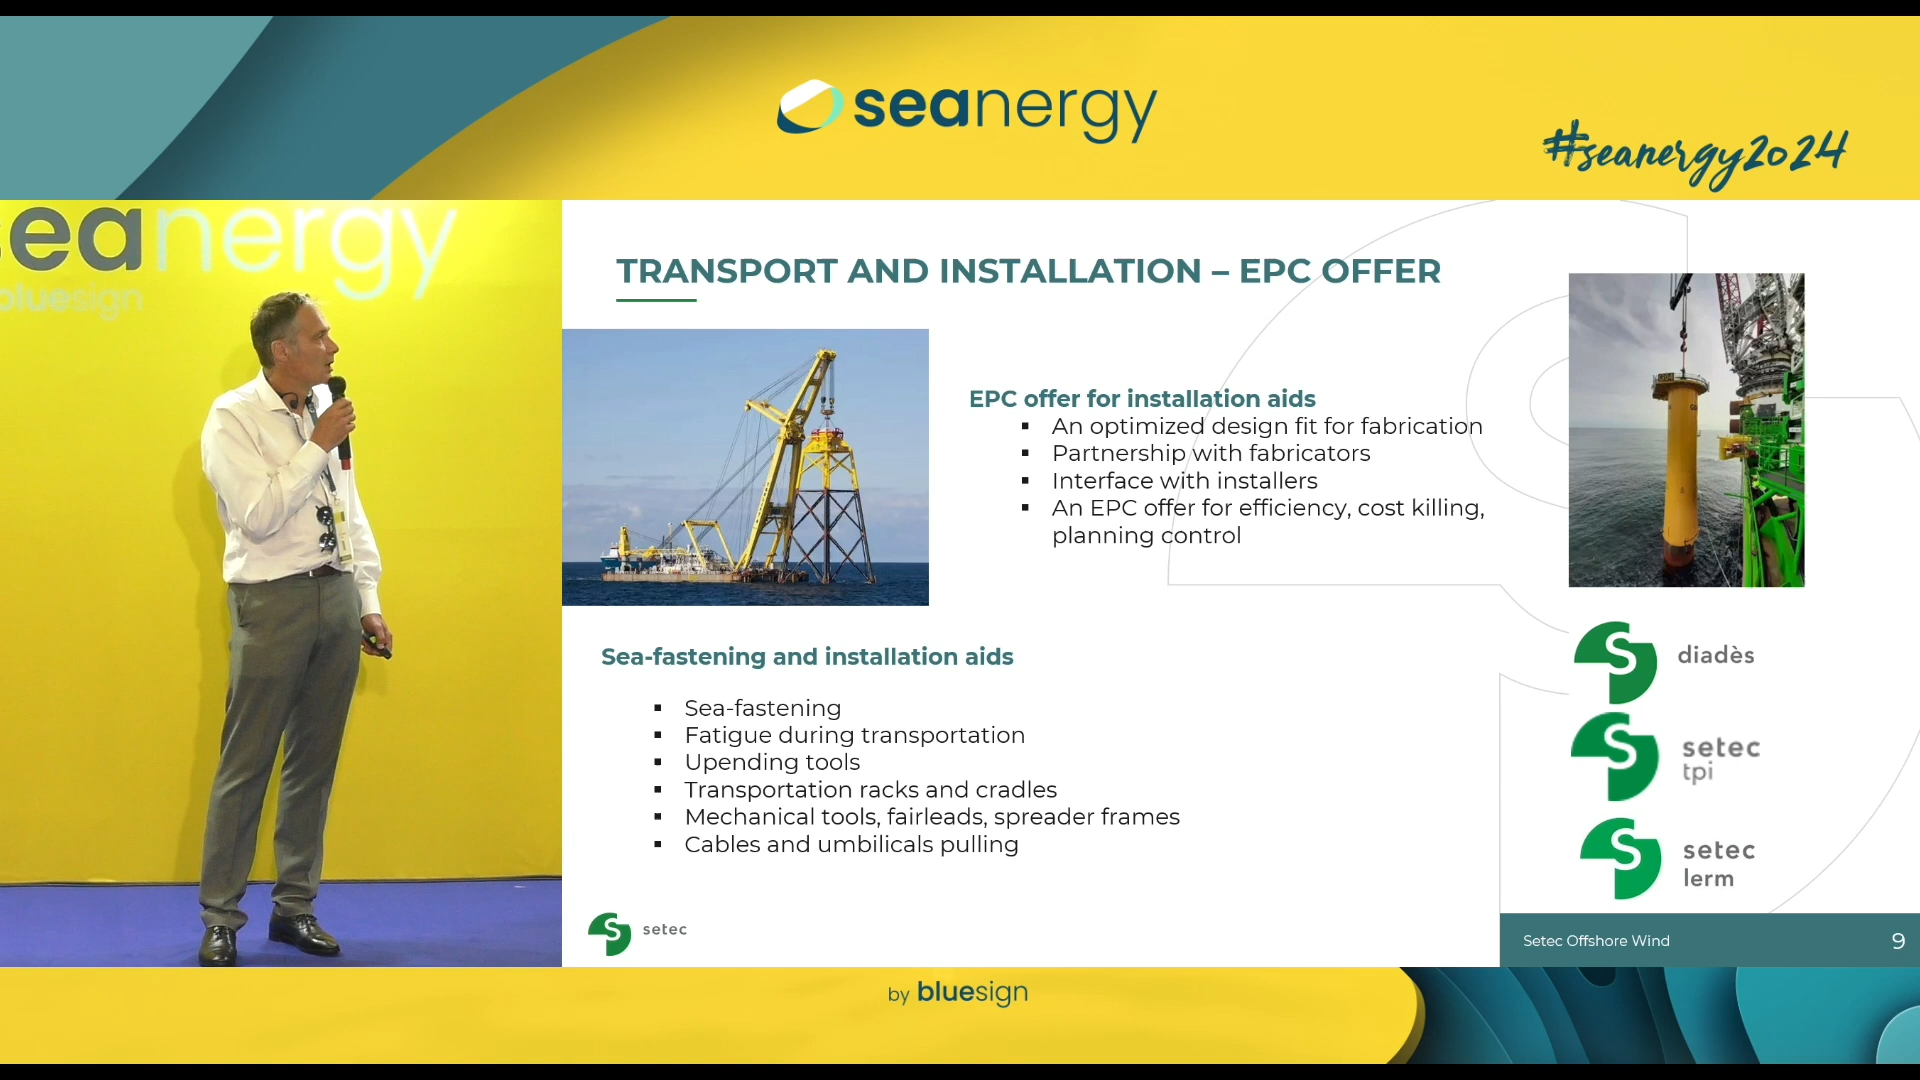 seanergy
#seanergy2024
seanergy
bluesign
TRANSPORT AND INSTALLATION – EPC OFFER
EPC offer for installation aids
▪ An optimized design fit for fabrication
▪ Partnership with fabricators
▪ Interface with installers
▪ An EPC offer for efficiency, cost killing,
planning control
Sea-fastening and installation aids
▪ Sea-fastening
▪ Fatigue during transportation
▪ Upending tools
▪ Transportation racks and cradles
▪ Mechanical tools, fairleads, spreader frames
▪ Cables and umbilicals pulling
diadès
setec
tpi
setec
lerm
setec
Setec Offshore Wind
9
by bluesign